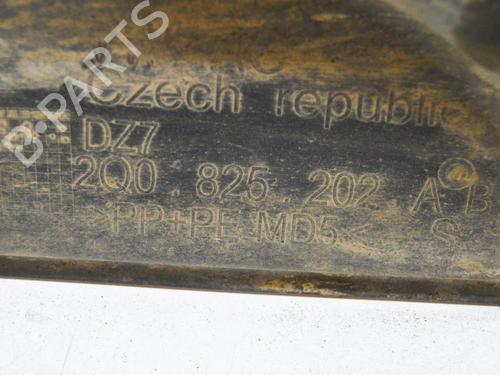 Czech republic
DZ7
2Q0.825.202.A B
>PP+PE MD5< S
B-PARTS